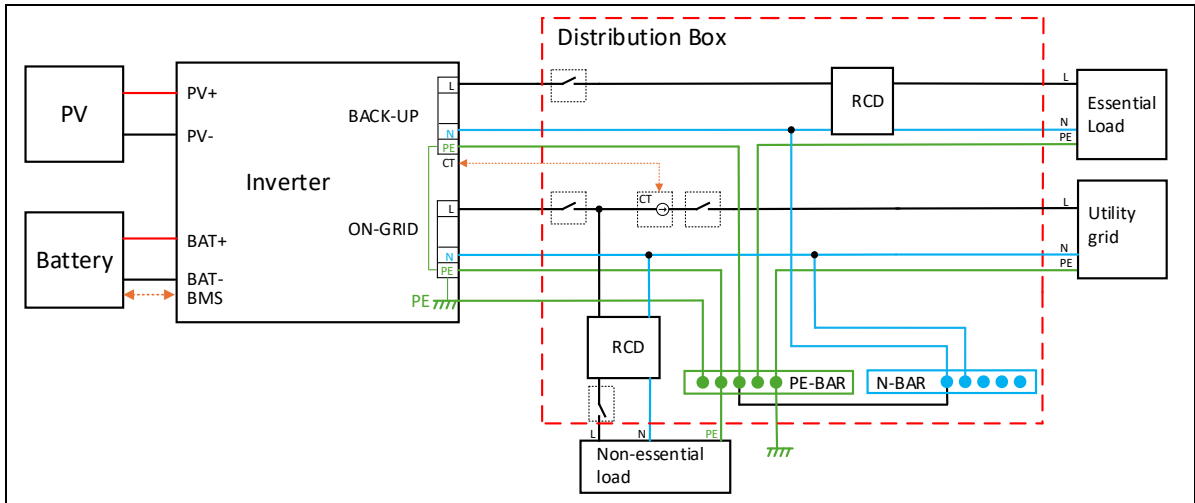 Distribution Box
PV
PV+
PV-
Inverter
BACK-UP
L
N
PE
CT
RCD
L
N
PE
Essential
Load
Battery
BAT+
BAT-
BMS
ON-GRID
L
N
PE
PE
CT
L
N
PE
Utility
grid
RCD
PE-BAR
N-BAR
L
N
PE
Non-essential
load